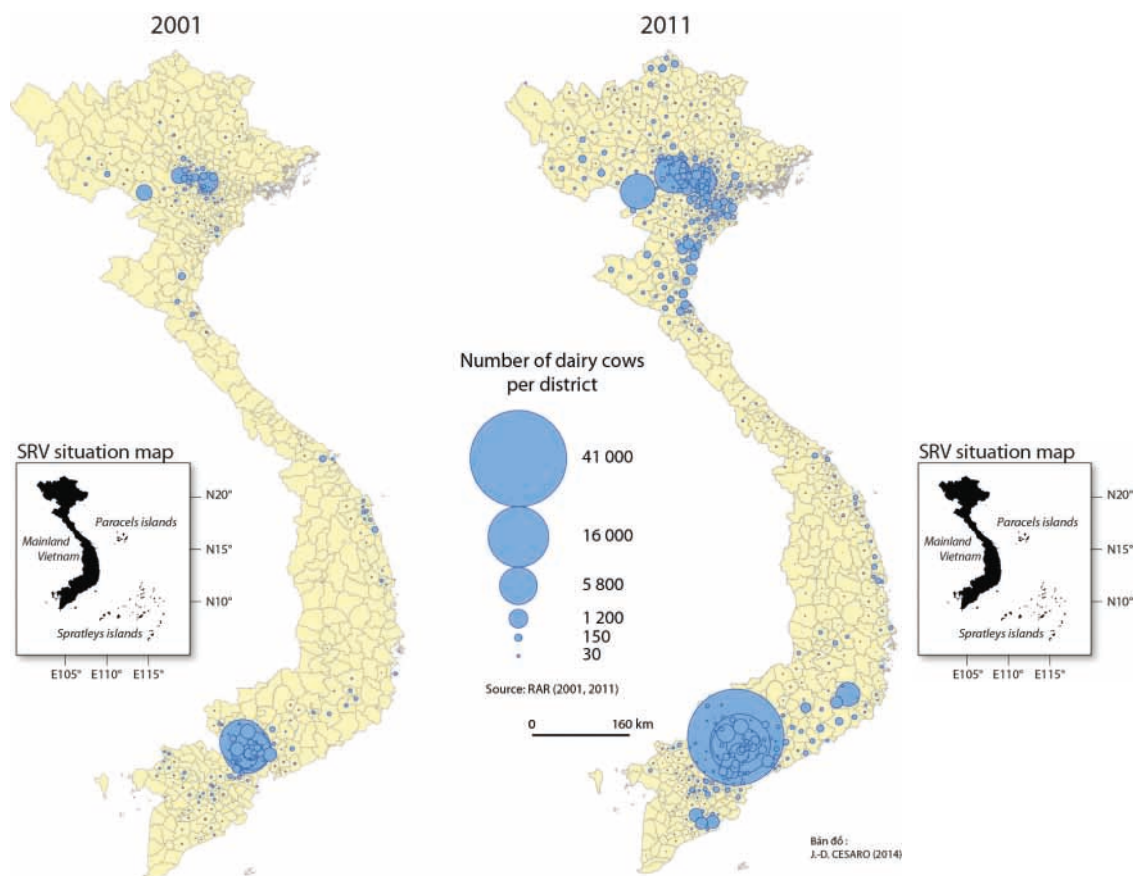 2001
2011
Number of dairy cows
per district
41 000
16 000
5 800
1 200
150
30
Source: RAR (2001, 2011)
0
160 km
SRV situation map
N20°
Paracels islands
Mainland
Vietnam
N15°
N10°
Spratleys islands
E105° E110° E115°
SRV situation map
N20°
Paracels islands
Mainland
Vietnam
N15°
N10°
Spratleys islands
E105° E110° E115°
Bản đồ :
J.-D. CESARO (2014)